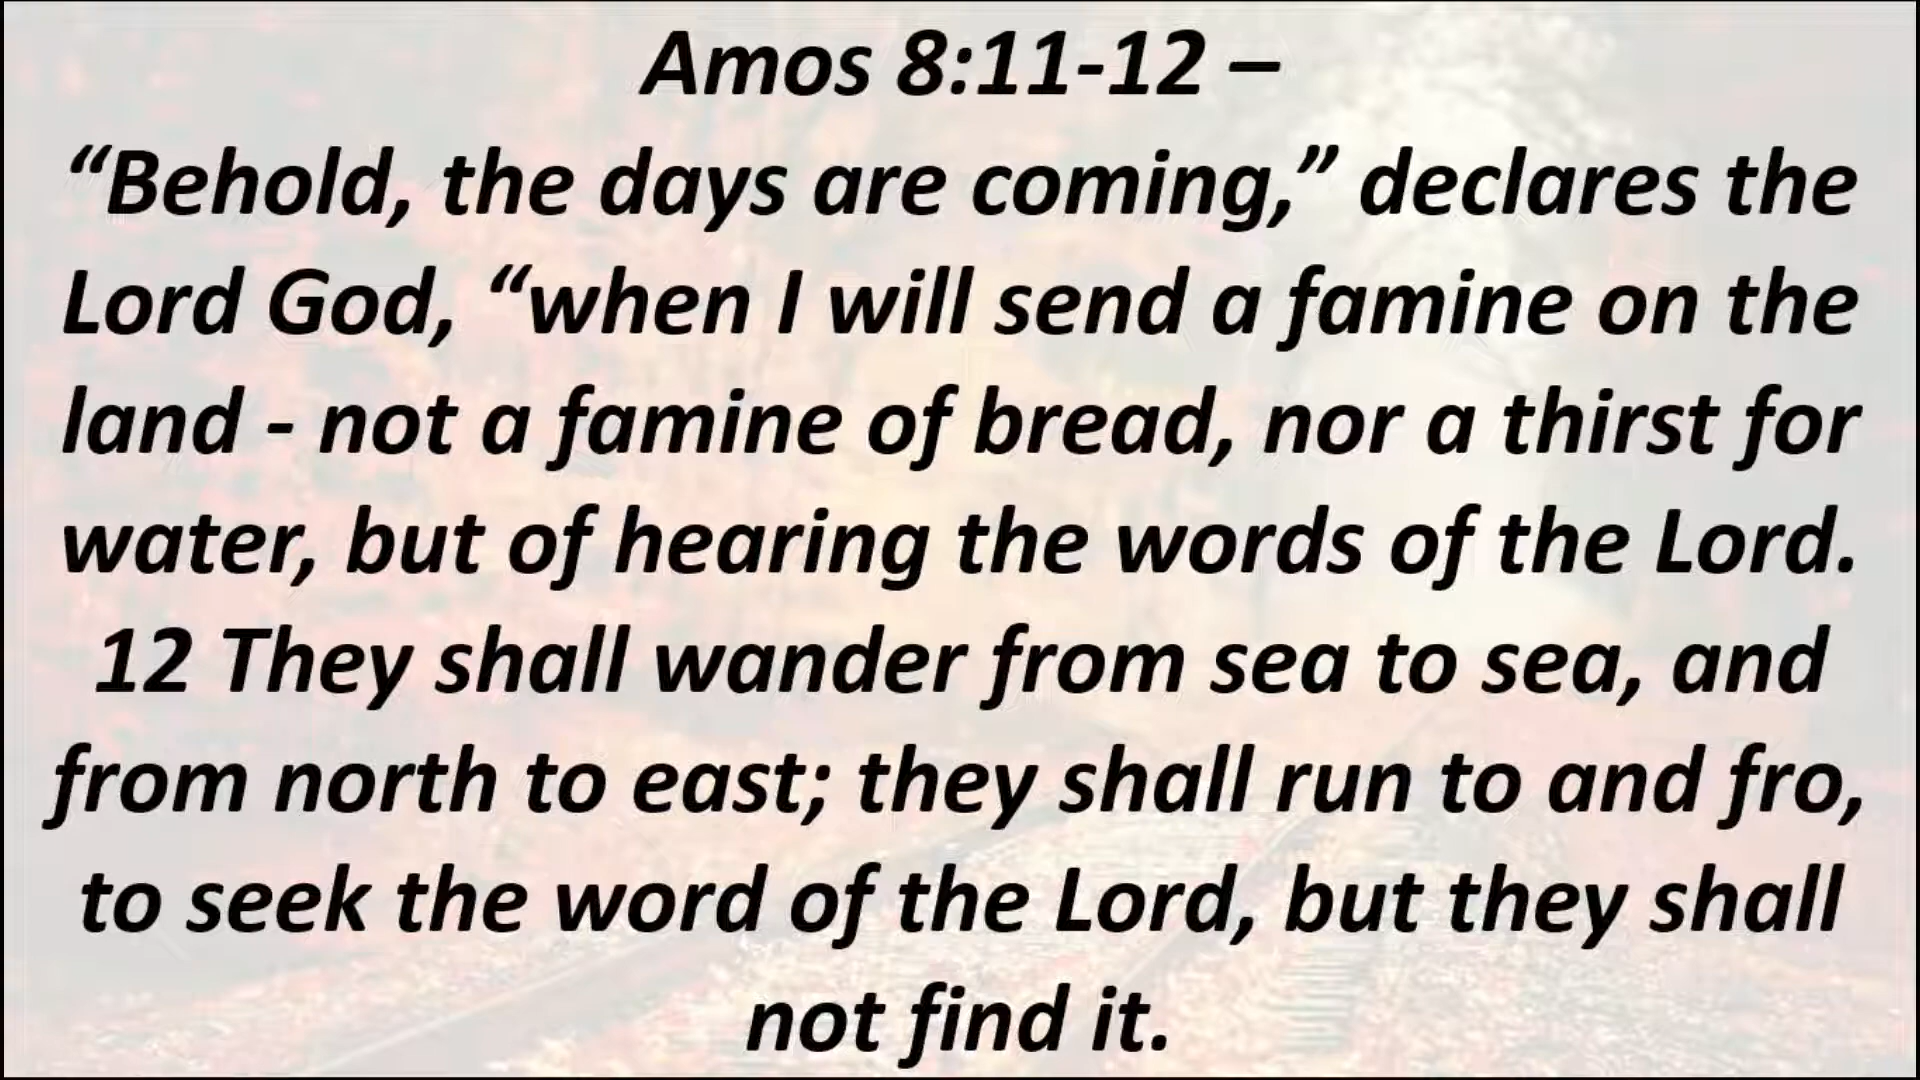 Amos 8:11-12 –
“Behold, the days are coming,” declares the
Lord God, “when I will send a famine on the
land - not a famine of bread, nor a thirst for
water, but of hearing the words of the Lord.
12 They shall wander from sea to sea, and
from north to east; they shall run to and fro,
to seek the word of the Lord, but they shall
not find it.